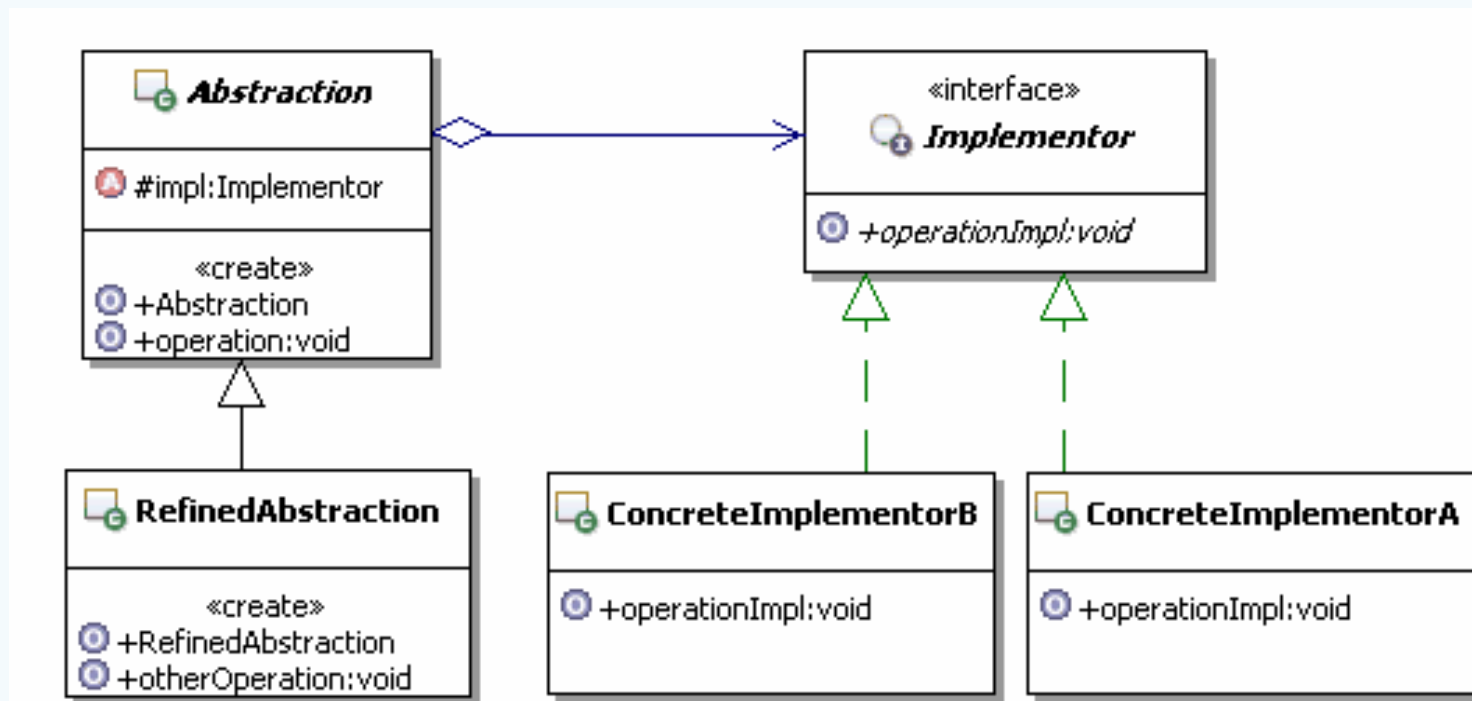 Abstraction
#impl:Implementor
«create»
+Abstraction
+operation:void
«interface»
Implementor
+operationImpl:void
RefinedAbstraction
«create»
+RefinedAbstraction
+otherOperation:void
ConcreteImplementorB
+operationImpl:void
ConcreteImplementorA
+operationImpl:void